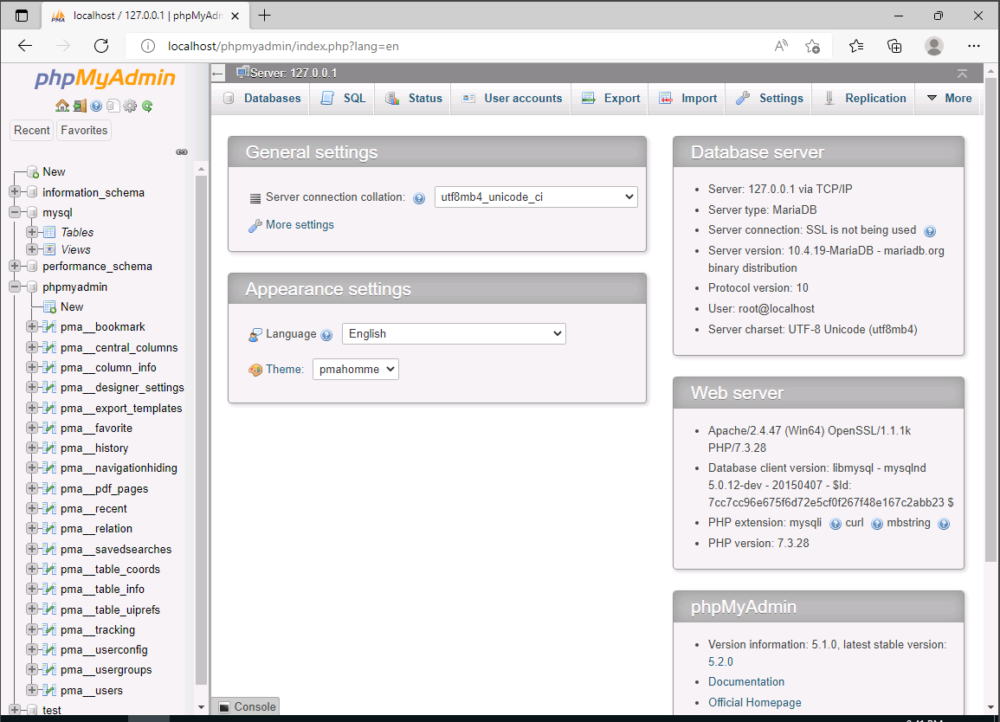 localhost / 127.0.0.1 | phpMyAdm
localhost/phpmyadmin/index.php?lang=en
phpMyAdmin
Recent Favorites
New
information_schema
mysql
Tables
Views
performance_schema
phpmyadmin
New
pma__bookmark
pma__central_columns
pma__column_info
pma__designer_settings
pma__export_templates
pma__favorite
pma__history
pma__navigationhiding
pma__pdf_pages
pma__recent
pma__relation
pma__savedsearches
pma__table_coords
pma__table_info
pma__table_uiprefs
pma__tracking
pma__userconfig
pma__usergroups
pma__users
test
Server: 127.0.0.1
Databases SQL Status User accounts Export Import Settings Replication More
General settings
Server connection collation: utf8mb4_unicode_ci
More settings
Appearance settings
Language English
Theme: pmahomme
Database server
Server: 127.0.0.1 via TCP/IP
Server type: MariaDB
Server connection: SSL is not being used
Server version: 10.4.19-MariaDB - mariadb.org
binary distribution
Protocol version: 10
User: root@localhost
Server charset: UTF-8 Unicode (utf8mb4)
Web server
Apache/2.4.47 (Win64) OpenSSL/1.1.1k
PHP/7.3.28
Database client version: libmysql - mysqlnd
5.0.12-dev - 20150407 - $Id:
7cc7cc96e675f6d72e5cf0f267f48e167c2abb23 $
PHP extension: mysqli curl mbstring
PHP version: 7.3.28
phpMyAdmin
Version information: 5.1.0, latest stable version:
5.2.0
Documentation
Official Homepage
Console